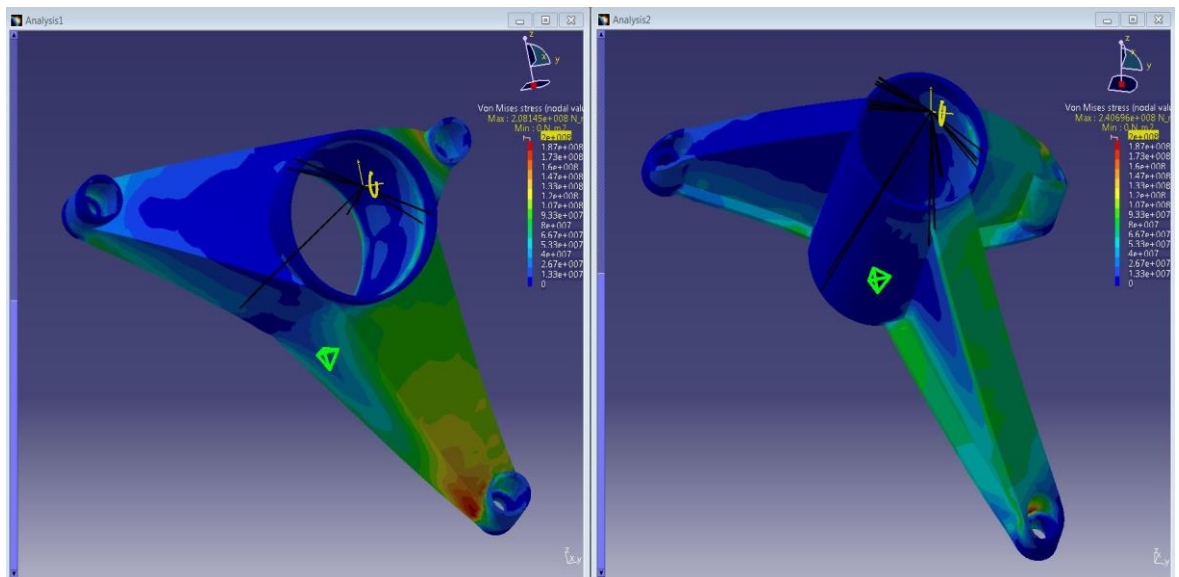 Analysis1
z
x
y
Von Mises stress (nodal valu
Max : 2.08145e+008 N_m
Min : 0 N_m2
2e+008
1.87e+008
1.73e+008
1.6e+008
1.47e+008
1.33e+008
1.2e+008
1.07e+008
9.33e+007
8e+007
6.67e+007
5.33e+007
4e+007
2.67e+007
1.33e+007
0
z
x y
Analysis2
z
y
Von Mises stress (nodal valu
Max : 2.40696e+008 N_m
Min : 0 N_m2
2e+008
1.87e+008
1.73e+008
1.6e+008
1.47e+008
1.33e+008
1.2e+008
1.07e+008
9.33e+007
8e+007
6.67e+007
5.33e+007
4e+007
2.67e+007
1.33e+007
0
z
x y